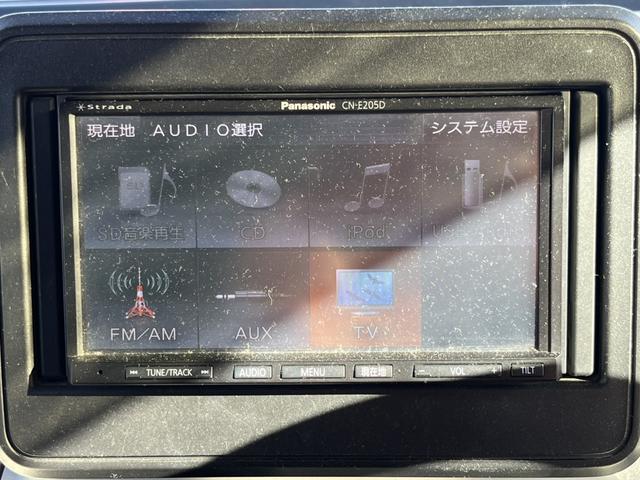 Strada Panasonic CN-E205D
現在地 AUDIO選択 システム設定
SD
SD音楽再生 CD iPod
FM/AM AUX TV
TUNE/TRACK AUDIO MENU 現在地 － VOL ＋ TILT